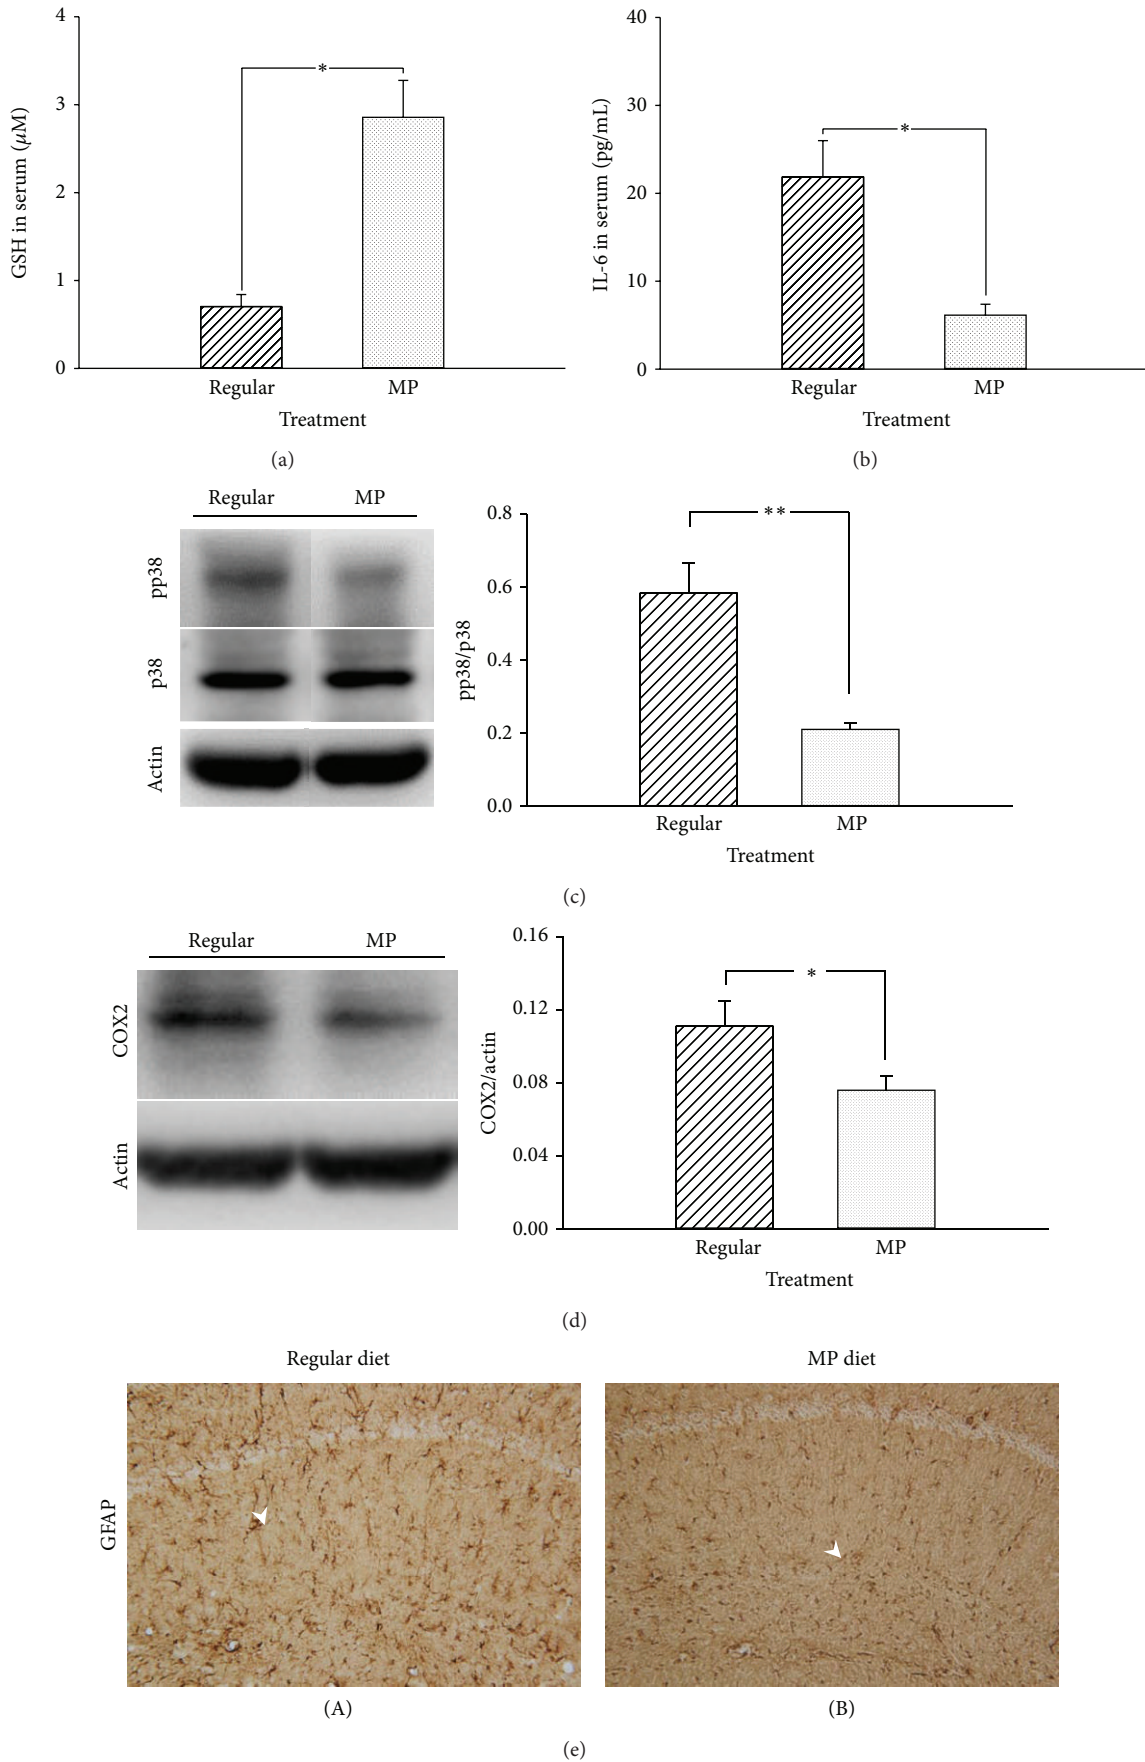 4
3
2
1
0
GSH in serum (μM)
*
Regular MP
Treatment
(a)
40
30
20
10
0
IL-6 in serum (pg/mL)
*
Regular MP
Treatment
(b)
Regular MP
pp38
p38
Actin
0.8
0.6
0.4
0.2
0.0
pp38/p38
**
Regular MP
Treatment
(c)
Regular MP
COX2
Actin
0.16
0.12
0.08
0.04
0.00
COX2/actin
*
Regular MP
Treatment
(d)
Regular diet MP diet
GFAP
(A) (B)
(e)